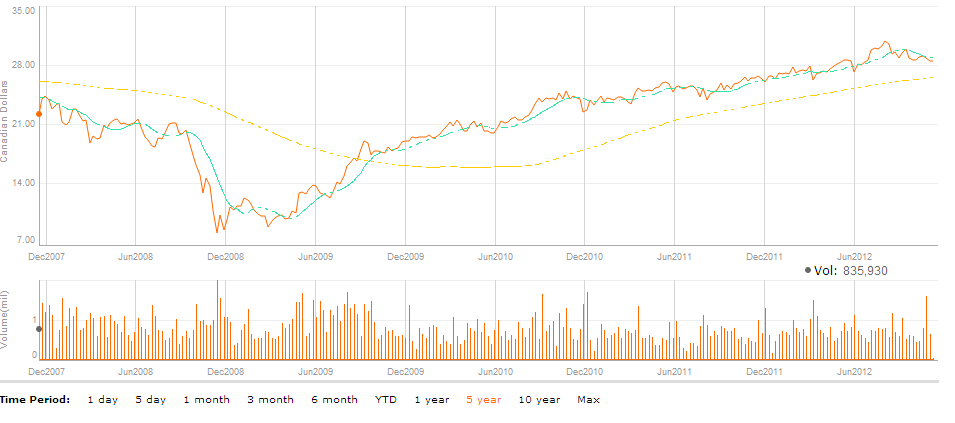 35.00
28.00
21.00
14.00
7.00
Canadian Dollars
Dec2007 Jun2008 Dec2008 Jun2009 Dec2009 Jun2010 Dec2010 Jun2011 Dec2011 Jun2012
Vol: 835,930
Volume(mil)
1
0
Dec2007 Jun2008 Dec2008 Jun2009 Dec2009 Jun2010 Dec2010 Jun2011 Dec2011 Jun2012
Time Period: 1 day 5 day 1 month 3 month 6 month YTD 1 year 5 year 10 year Max